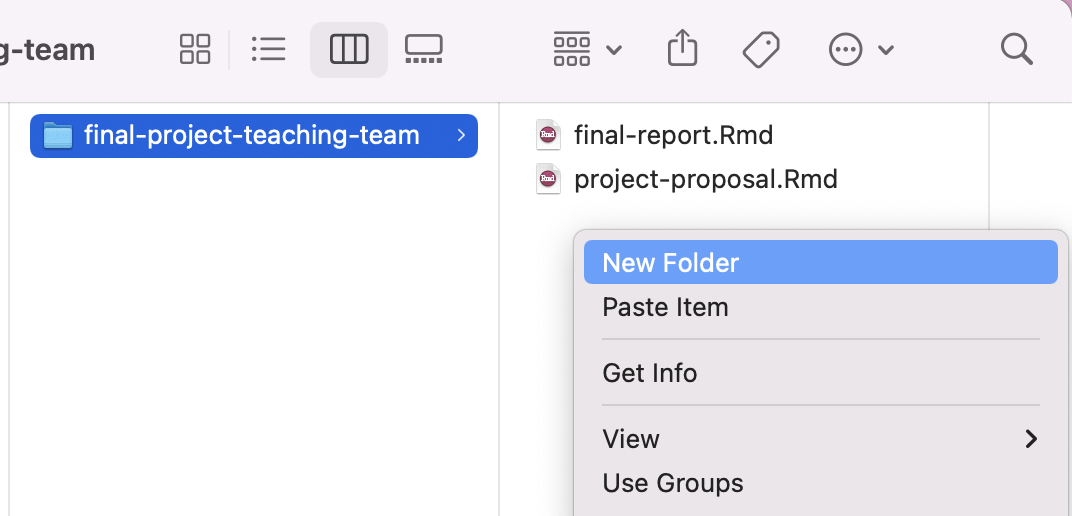 g-team
final-project-teaching-team
final-report.Rmd
project-proposal.Rmd
New Folder
Paste Item
Get Info
View
Use Groups